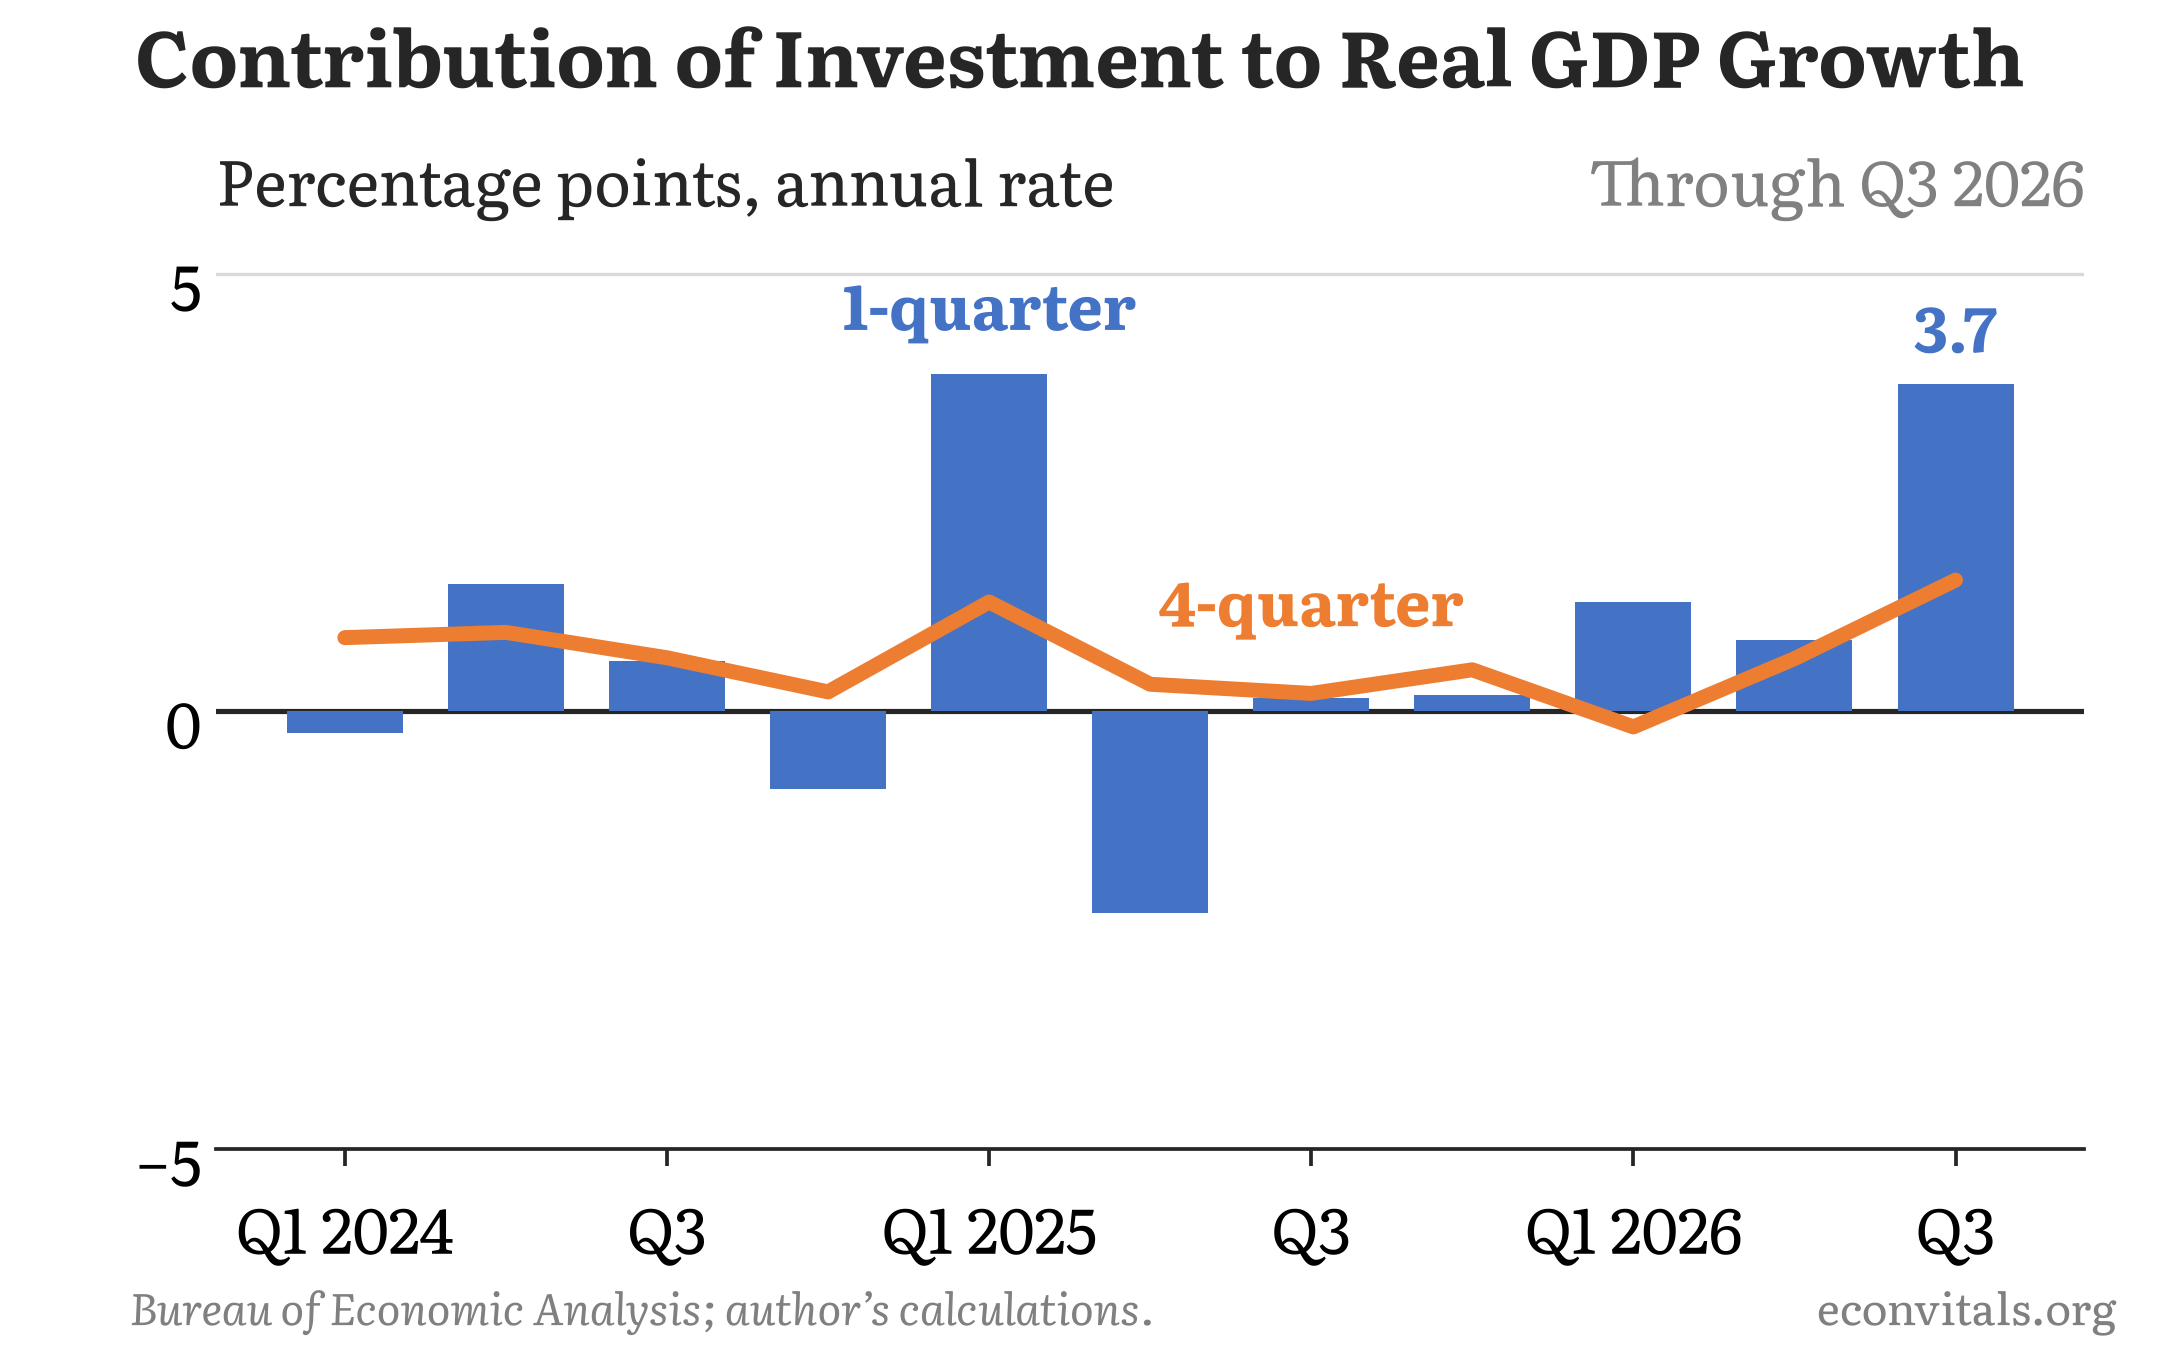 Contribution of Investment to Real GDP Growth
Percentage points, annual rate
Through Q3 2026
5
1-quarter
3.7
4-quarter
0
−5
Q1 2024 Q3 Q1 2025 Q3 Q1 2026 Q3
Bureau of Economic Analysis; author’s calculations.
econvitals.org